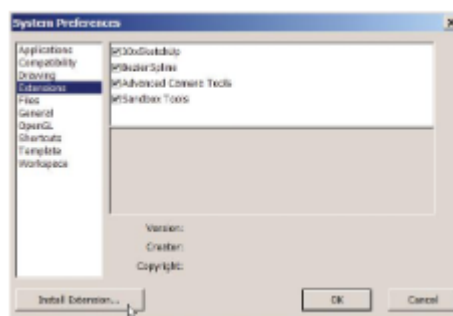 System Preferences
Applications
Compatibility
Drawing
Extensions
Files
General
OpenGL
Shortcuts
Template
Workspace
BezierSpline
Advanced Camera Tools
Sandbox Tools
Version:
Creator:
Copyright:
Install Extension...
OK
Cancel